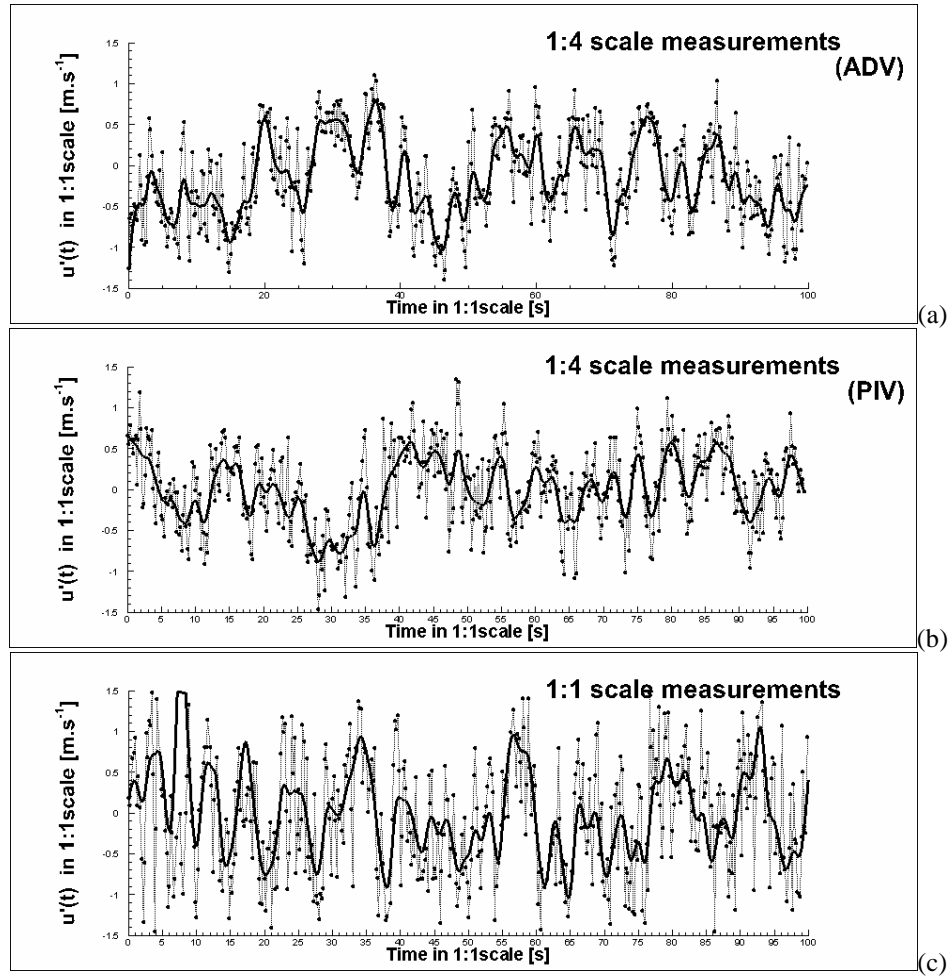 1:4 scale measurements
(ADV)
u'(t) in 1:1scale [m.s-1]
1.5
1
0.5
0
-0.5
-1
-1.5
0 20 40 60 80 100
Time in 1:1scale [s]
(a)
1:4 scale measurements
(PIV)
u'(t) in 1:1scale [m.s-1]
1.5
1
0.5
0
-0.5
-1
-1.5
0 5 10 15 20 25 30 35 40 45 50 55 60 65 70 75 80 85 90 95 100
Time in 1:1scale [s]
(b)
1:1 scale measurements
u'(t) in 1:1scale [m.s-1]
1.5
1
0.5
0
-0.5
-1
-1.5
0 5 10 15 20 25 30 35 40 45 50 55 60 65 70 75 80 85 90 95 100
Time in 1:1scale [s]
(c)